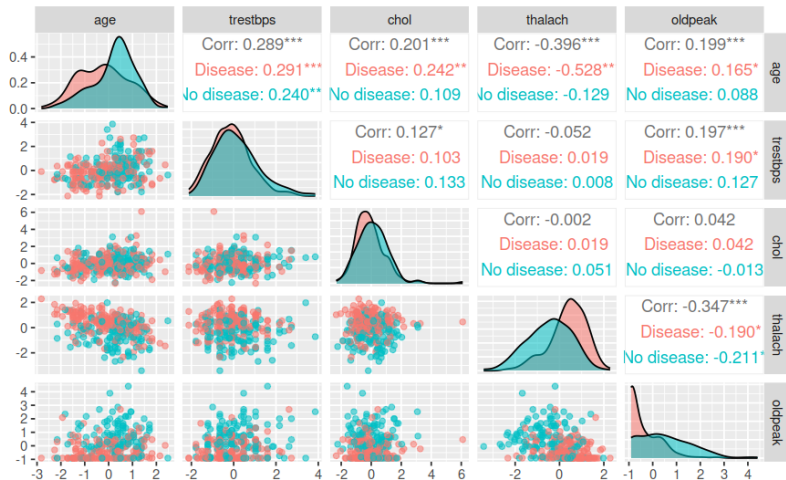 age trestbps chol thalach oldpeak
0.4
0.2
0.0
Corr: 0.289***
Disease: 0.291***
No disease: 0.240**
Corr: 0.201***
Disease: 0.242**
No disease: 0.109
Corr: -0.396***
Disease: -0.528**
No disease: -0.129
Corr: 0.199***
Disease: 0.165*
No disease: 0.088
age
4
2
0
-2
Corr: 0.127*
Disease: 0.103
No disease: 0.133
Corr: -0.052
Disease: 0.019
No disease: 0.008
Corr: 0.197***
Disease: 0.190*
No disease: 0.127
trestbps
6
4
2
0
-2
Corr: -0.002
Disease: 0.019
No disease: 0.051
Corr: 0.042
Disease: 0.042
No disease: -0.013
chol
2
0
-2
Corr: -0.347***
Disease: -0.190*
No disease: -0.211*
thalach
4
3
2
1
0
-1
oldpeak
-3 -2 -1 0 1 2
-2 0 2 4
-2 0 2 4 6
-2 0 2
-1 0 1 2 3 4